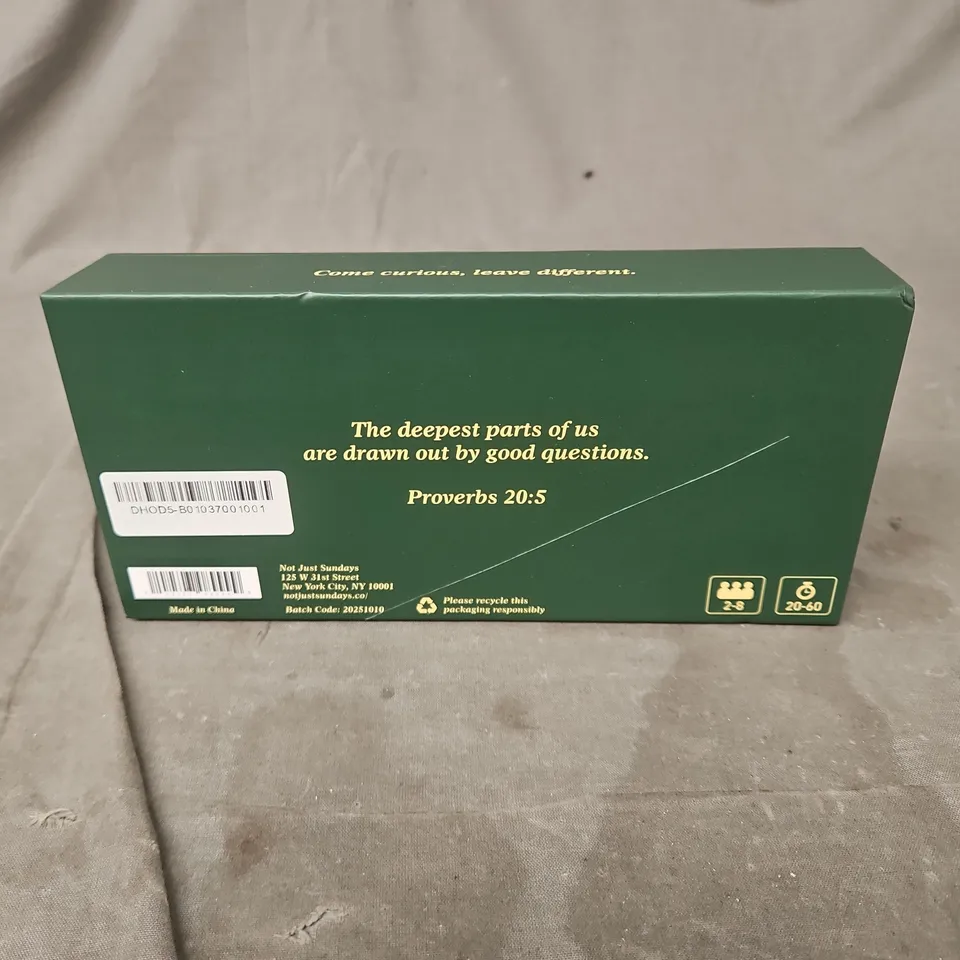 Come curious, leave different.
The deepest parts of us
are drawn out by good questions.
Proverbs 20:5
DHOD5-B01037001001
Not Just Sundays
125 W 31st Street
New York City, NY 10001
notjustsundays.co/
Made in China
Batch Code: 20251010
Please recycle this
packaging responsibly
2-8
20-60